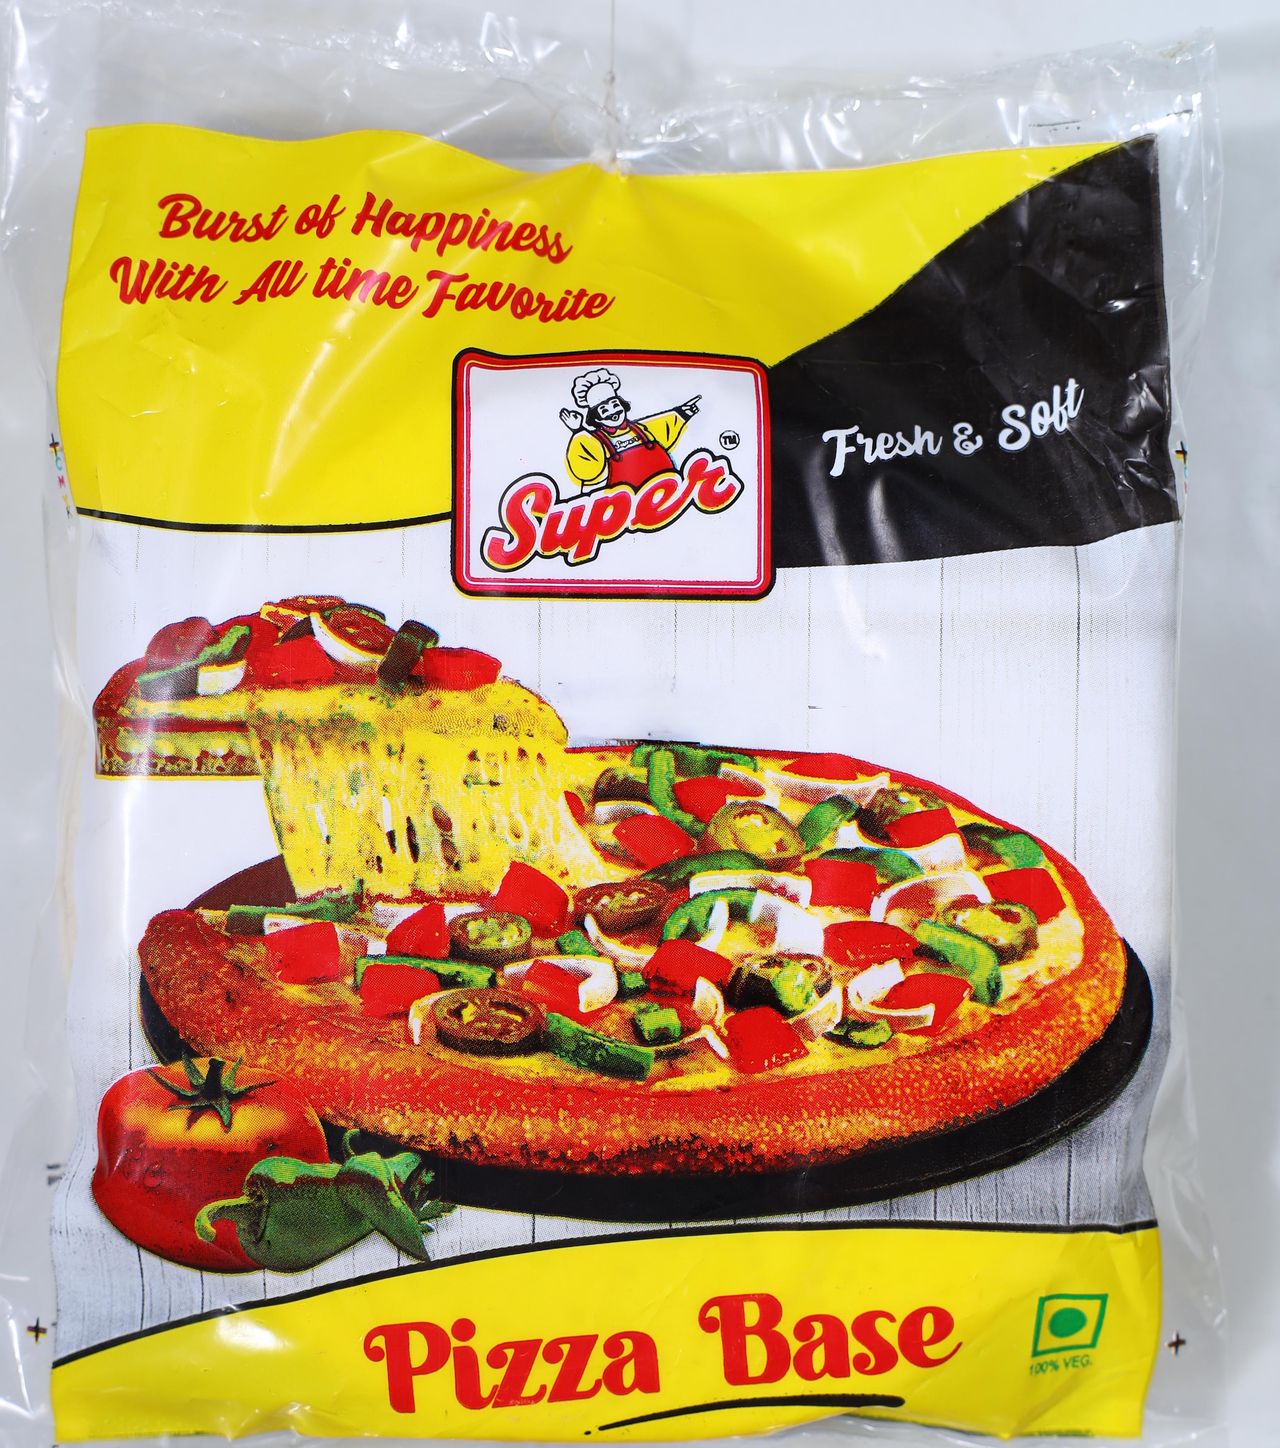 Burst of Happiness
With All time Favorite
TM
Super
Fresh & Soft
Pizza Base
100% VEG.